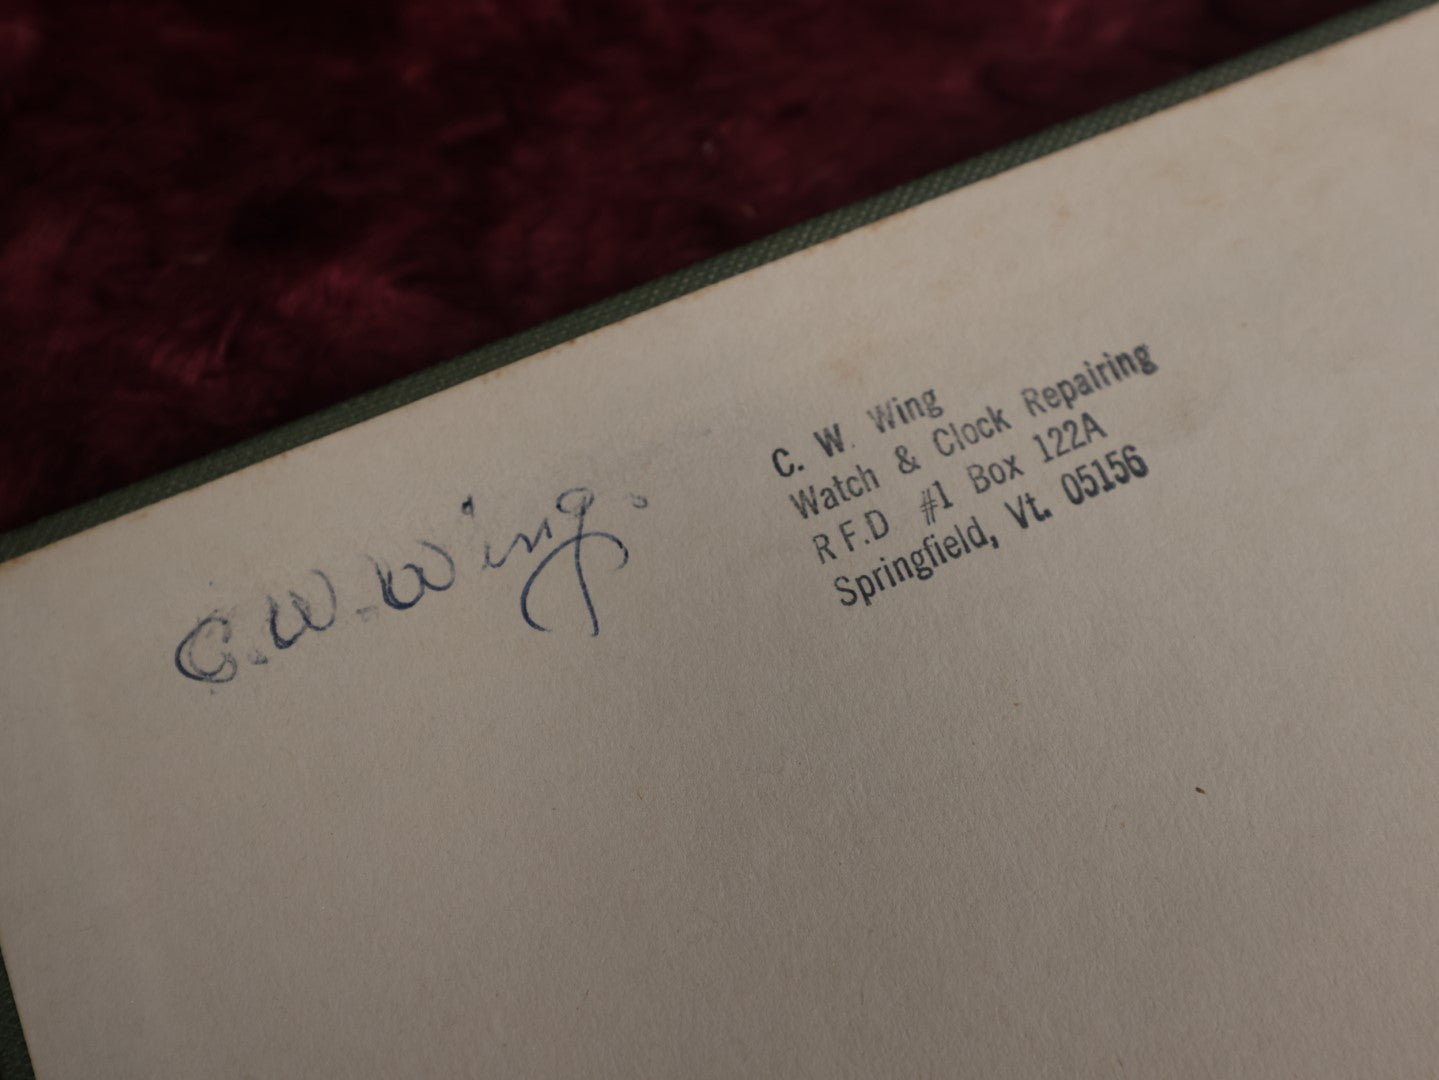 C. W. Wing.
C. W. Wing
Watch & Clock Repairing
R F.D #1 Box 122A
Springfield, Vt. 05156